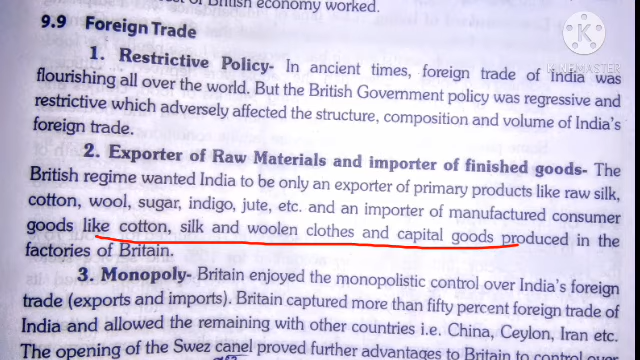 of British economy worked.
9.9 Foreign Trade
1. Restrictive Policy- In ancient times, foreign trade of India was
flourishing all over the world. But the British Government policy was regressive and
restrictive which adversely affected the structure, composition and volume of India's
foreign trade.
2. Exporter of Raw Materials and importer of finished goods- The
British regime wanted India to be only an exporter of primary products like raw silk,
cotton, wool, sugar, indigo, jute, etc. and an importer of manufactured consumer
goods like cotton, silk and woolen clothes and capital goods produced in the
factories of Britain.
3. Monopoly- Britain enjoyed the monopolistic control over India's foreign
trade (exports and imports). Britain captured more than fifty percent foreign trade of
India and allowed the remaining with other countries i.e. China, Ceylon, Iran etc.
The opening of the Swez canel proved further advantages to Britain to control over
KINEMASTER